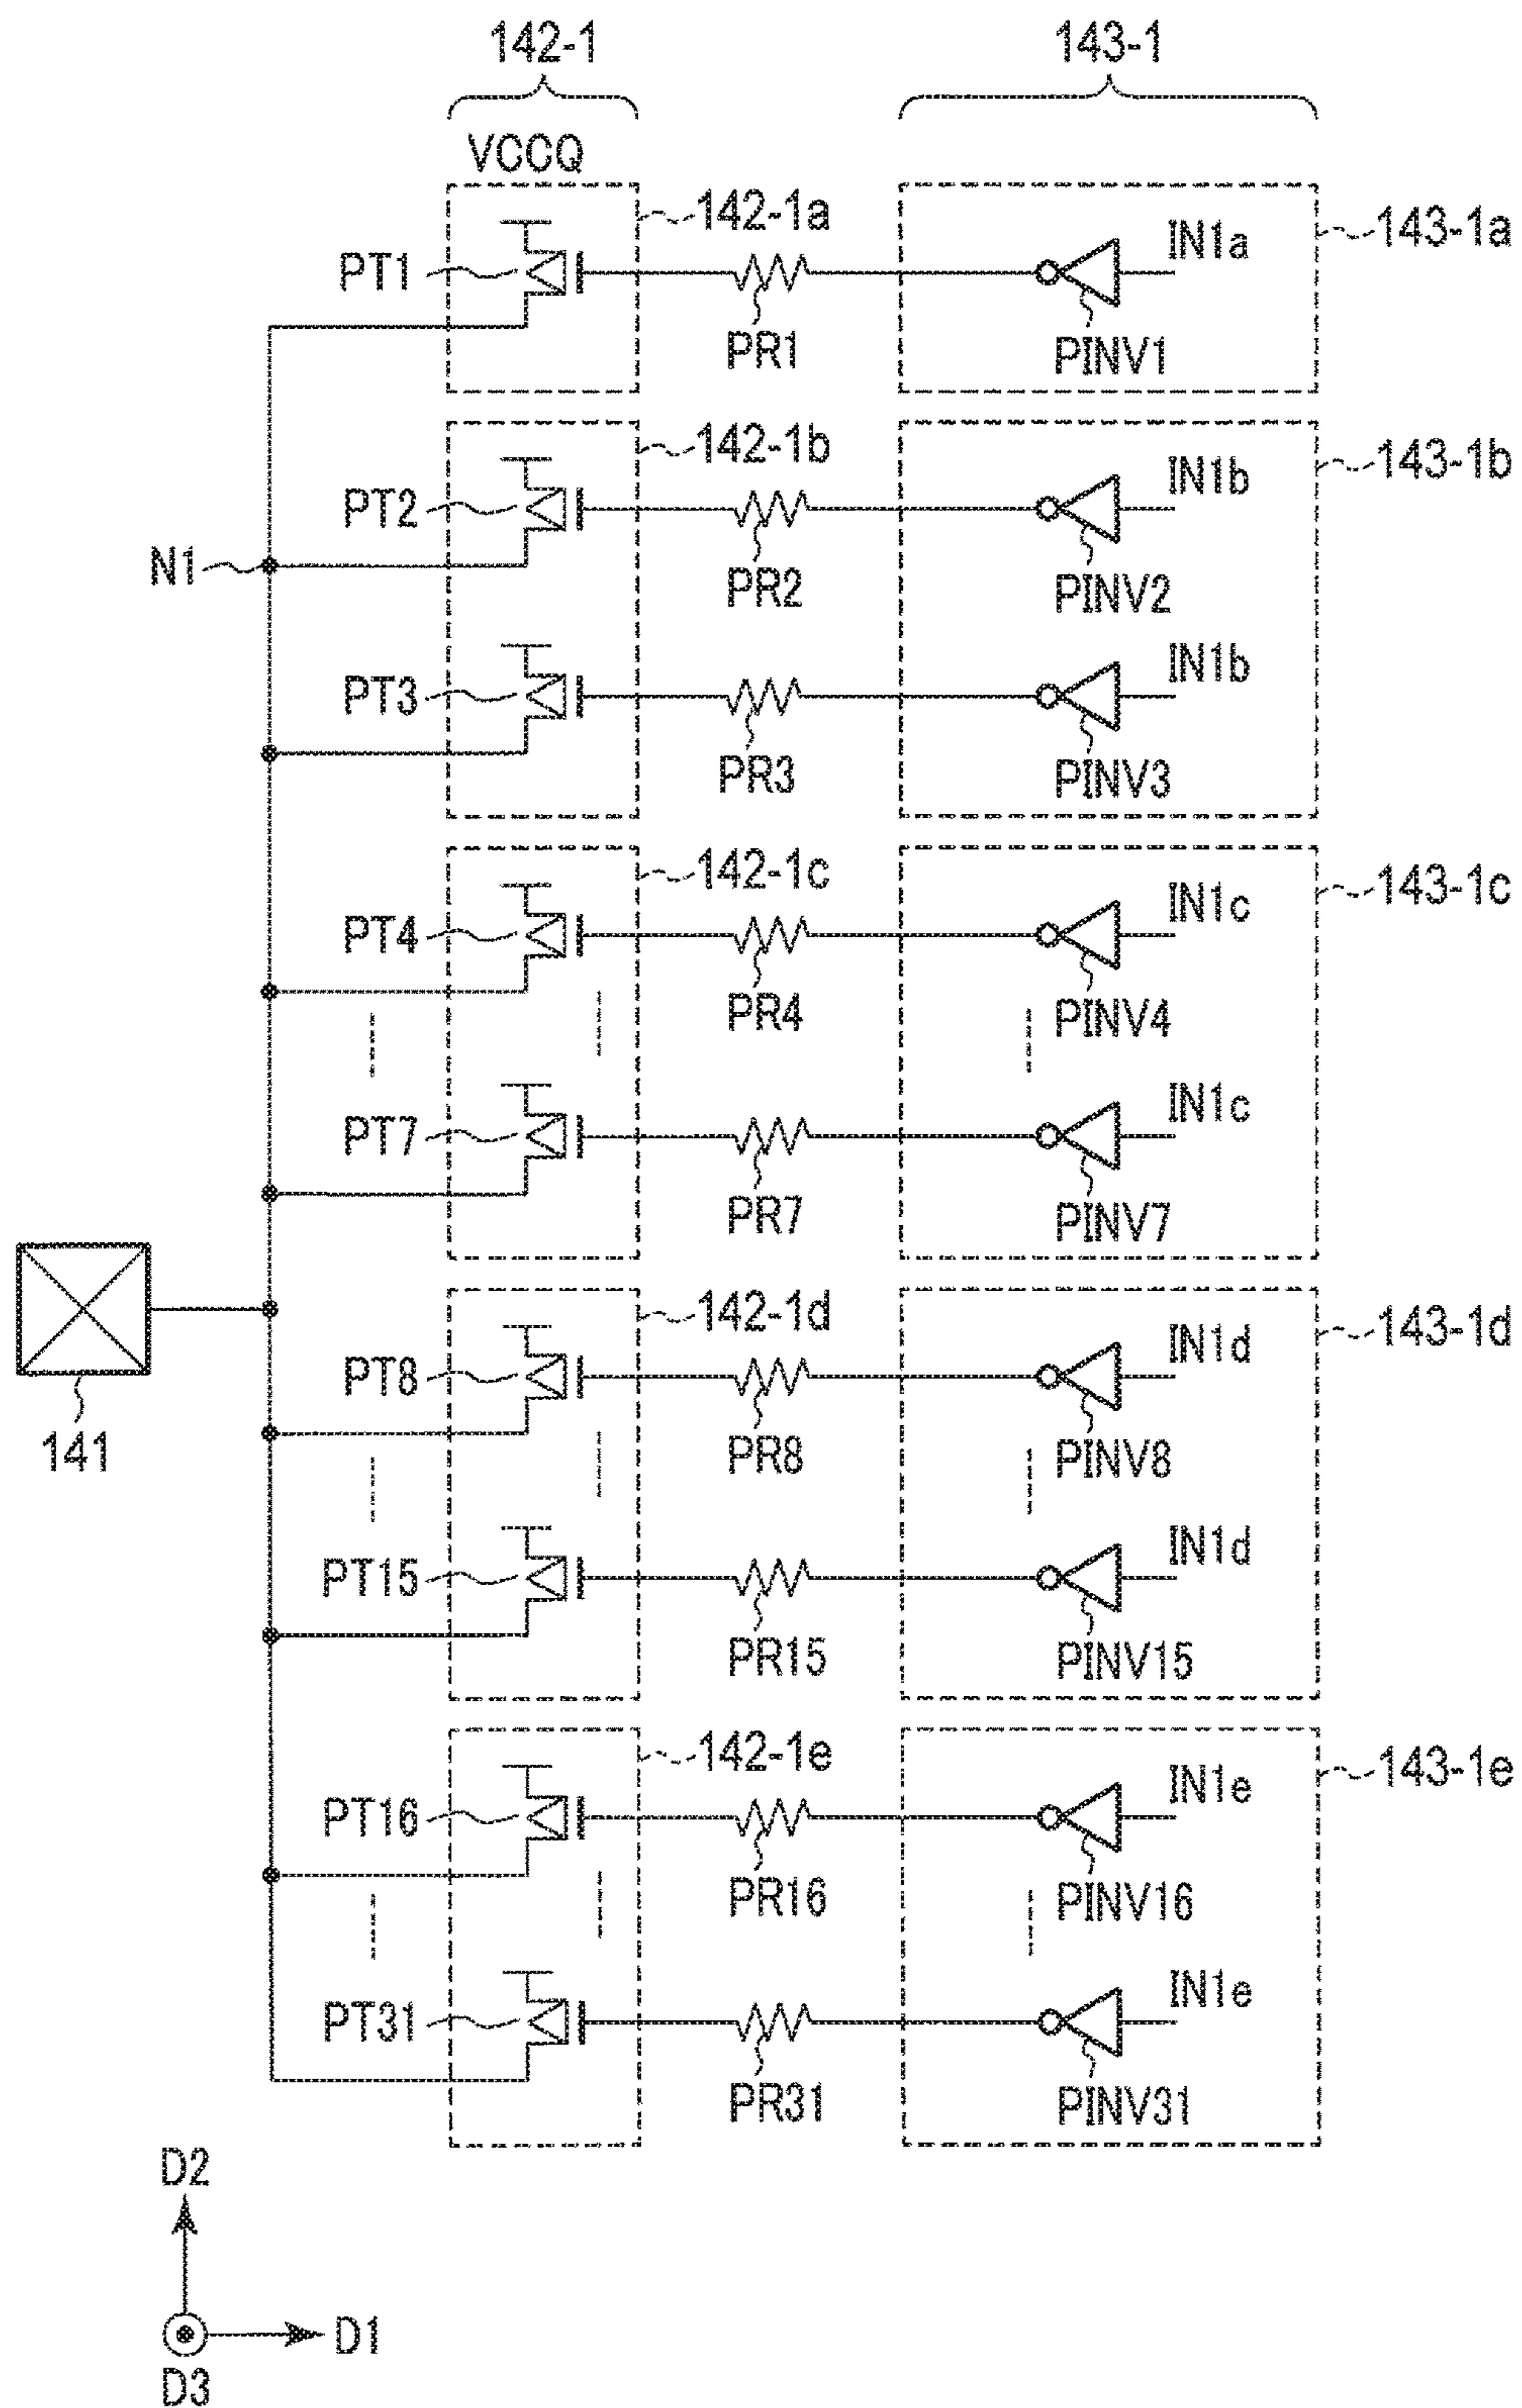 142-1
143-1
VCCQ
142-1a
143-1a
PT1
IN1a
PR1
PINV1
142-1b
143-1b
PT2
IN1b
N1
PR2
PINV2
PT3
IN1b
PR3
PINV3
142-1c
143-1c
PT4
IN1c
PR4
PINV4
PT7
IN1c
PR7
PINV7
142-1d
143-1d
PT8
IN1d
141
PR8
PINV8
PT15
IN1d
PR15
PINV15
142-1e
143-1e
PT16
IN1e
PR16
PINV16
PT31
IN1e
PR31
PINV31
D2
D1
D3